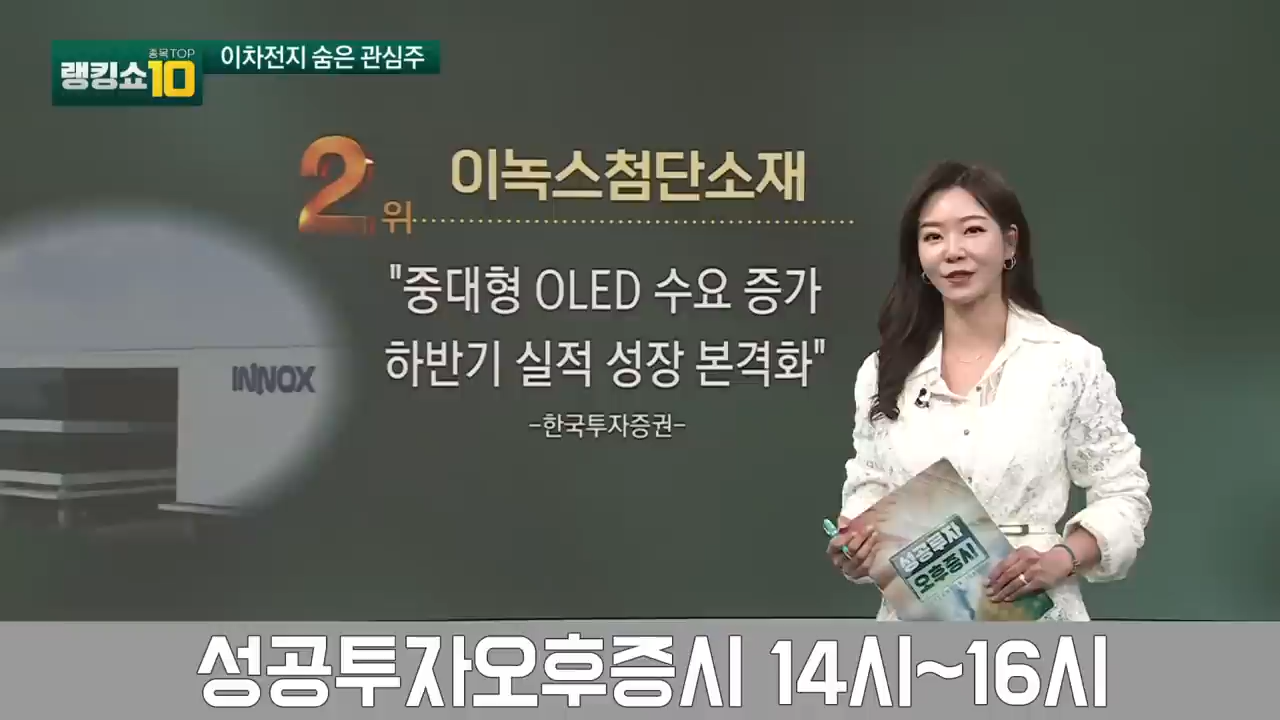 종목TOP
랭킹쇼10
이차전지 숨은 관심주
2위
이녹스첨단소재
"중대형 OLED 수요 증가
하반기 실적 성장 본격화"
-한국투자증권-
INNOX
성공투자
오후증시
성공투자오후증시 14시~16시